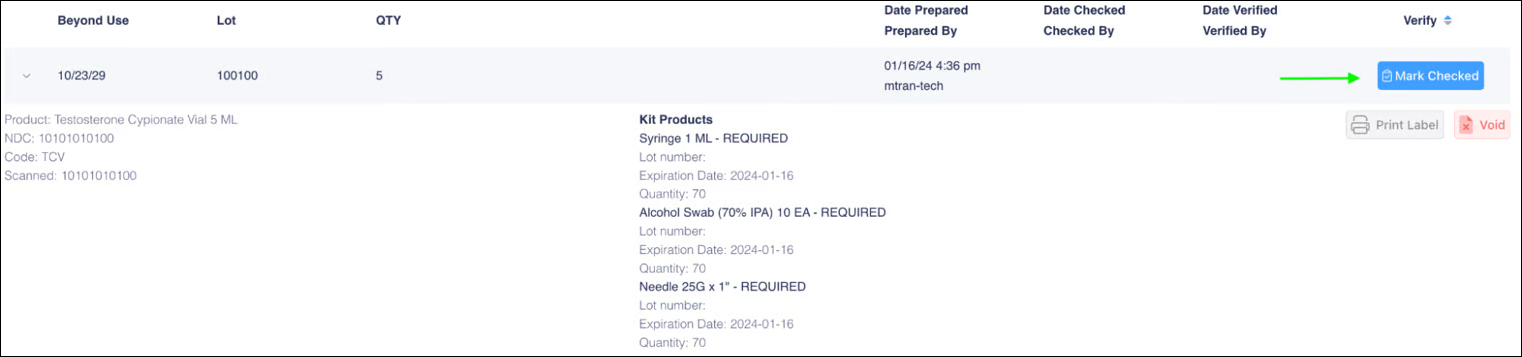 Beyond Use Lot QTY Date Prepared Prepared By Date Checked Checked By Date Verified Verified By Verify
10/23/29 100100 5 01/16/24 4:36 pm mtran-tech Mark Checked
Product: Testosterone Cypionate Vial 5 ML
NDC: 10101010100
Code: TCV
Scanned: 10101010100
Kit Products
Syringe 1 ML - REQUIRED
Lot number:
Expiration Date: 2024-01-16
Quantity: 70
Alcohol Swab (70% IPA) 10 EA - REQUIRED
Lot number:
Expiration Date: 2024-01-16
Quantity: 70
Needle 25G x 1" - REQUIRED
Lot number:
Expiration Date: 2024-01-16
Quantity: 70
Print Label Void